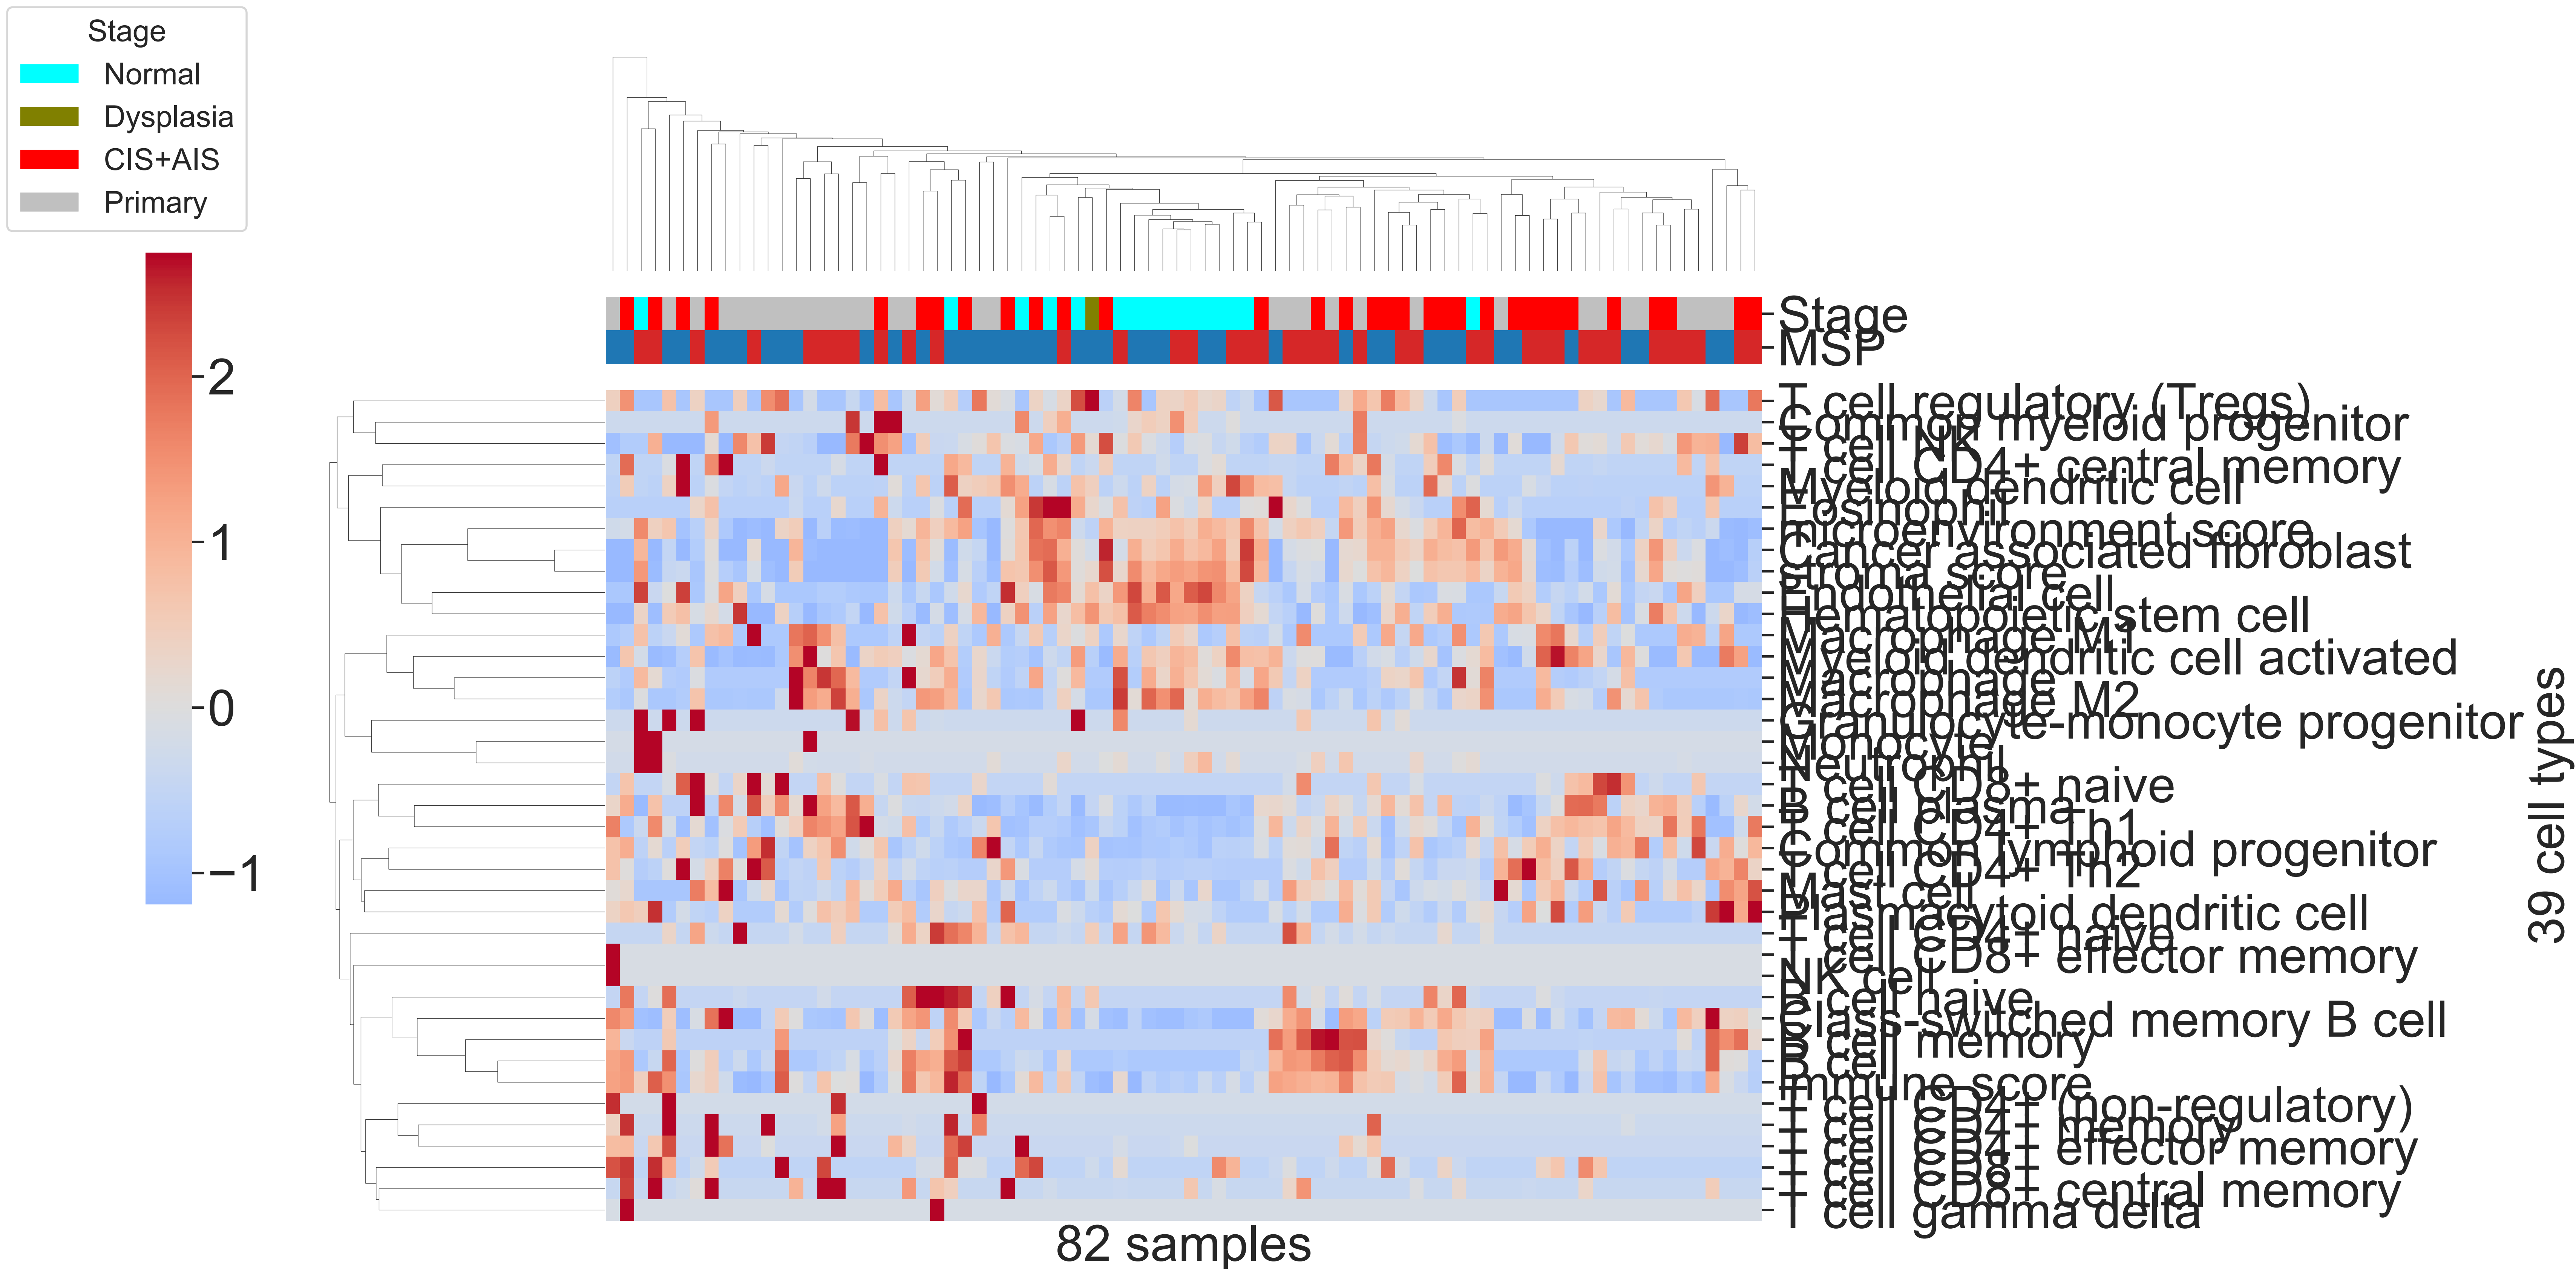 Stage
Normal
Dysplasia
CIS+AIS
Primary
2
1
0
−1
Stage
MSP
T cell regulatory (Tregs)
Common myeloid progenitor
T cell NK
T cell CD4+ central memory
Myeloid dendritic cell
Eosinophil
microenvironment score
Cancer associated fibroblast
stroma score
Endothelial cell
Hematopoietic stem cell
Macrophage M1
Myeloid dendritic cell activated
Macrophage
Macrophage M2
Granulocyte-monocyte progenitor
Monocyte
Neutrophil
T cell CD8+ naive
B cell plasma
T cell CD4+ Th1
Common lymphoid progenitor
T cell CD4+ Th2
Mast cell
Plasmacytoid dendritic cell
T cell CD4+ naive
T cell CD8+ effector memory
NK cell
B cell naive
Class-switched memory B cell
B cell memory
B cell
immune score
T cell CD4+ (non-regulatory)
T cell CD4+ memory
T cell CD4+ effector memory
T cell CD8+
T cell CD8+ central memory
T cell gamma delta
39 cell types
82 samples